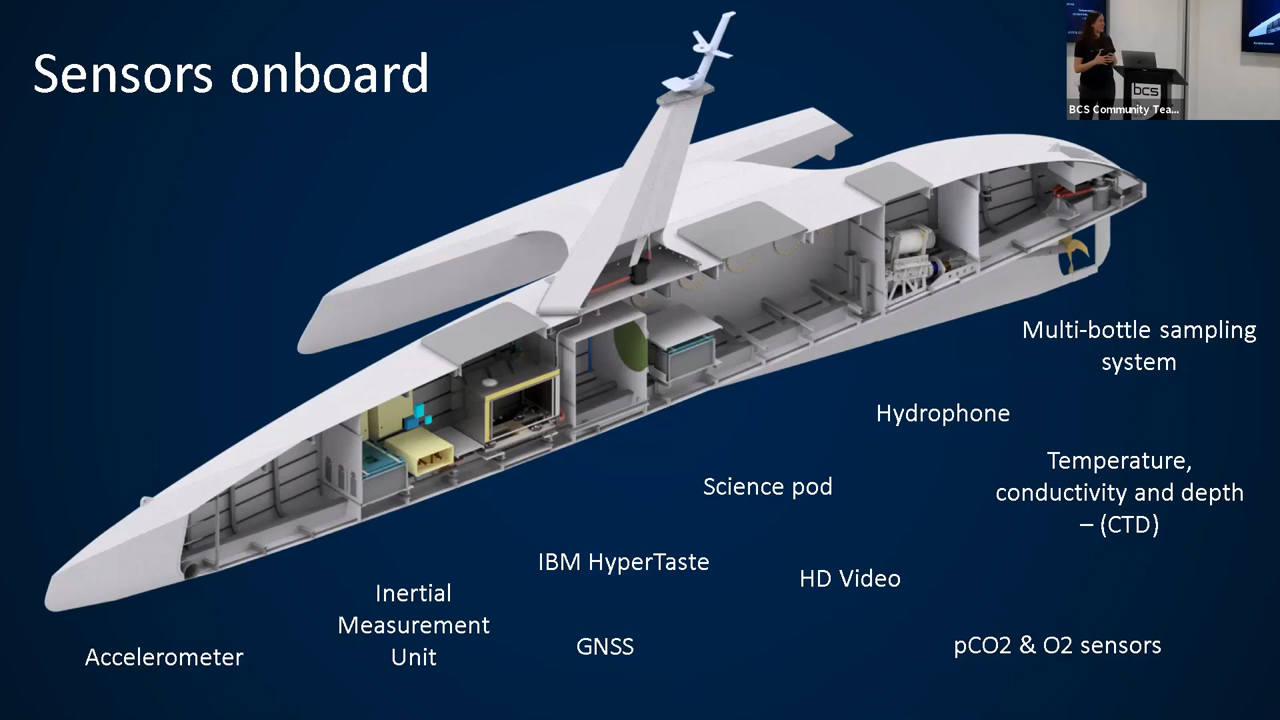 Sensors onboard
bcs
BCS Community Tea...
Multi-bottle sampling
system
Hydrophone
Temperature,
conductivity and depth
– (CTD)
Science pod
IBM HyperTaste
HD Video
Inertial
Measurement
Unit
GNSS
pCO2 & O2 sensors
Accelerometer